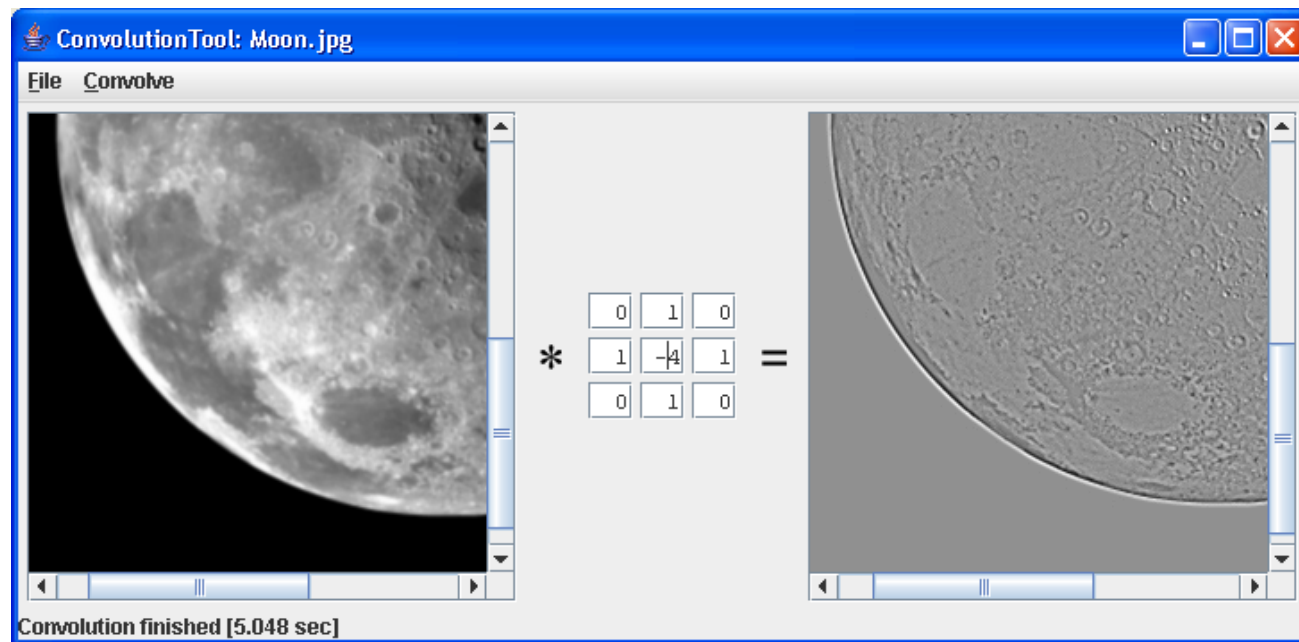 ConvolutionTool: Moon.jpg
File Convolve
0 1 0
* 1 -4 1 =
0 1 0
Convolution finished [5.048 sec]